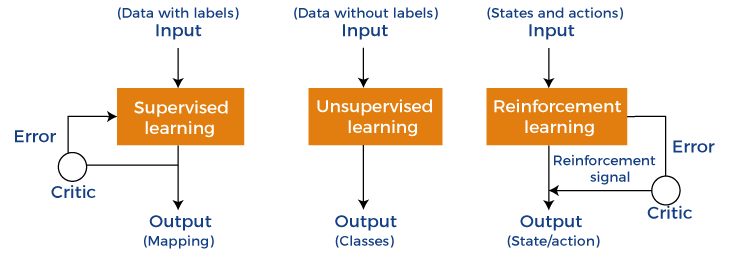 (Data with labels)
Input
Supervised
learning
Error
Critic
Output
(Mapping)
(Data without labels)
Input
Unsupervised
learning
Output
(Classes)
(States and actions)
Input
Reinforcement
learning
Error
Reinforcement
signal
Critic
Output
(State/action)